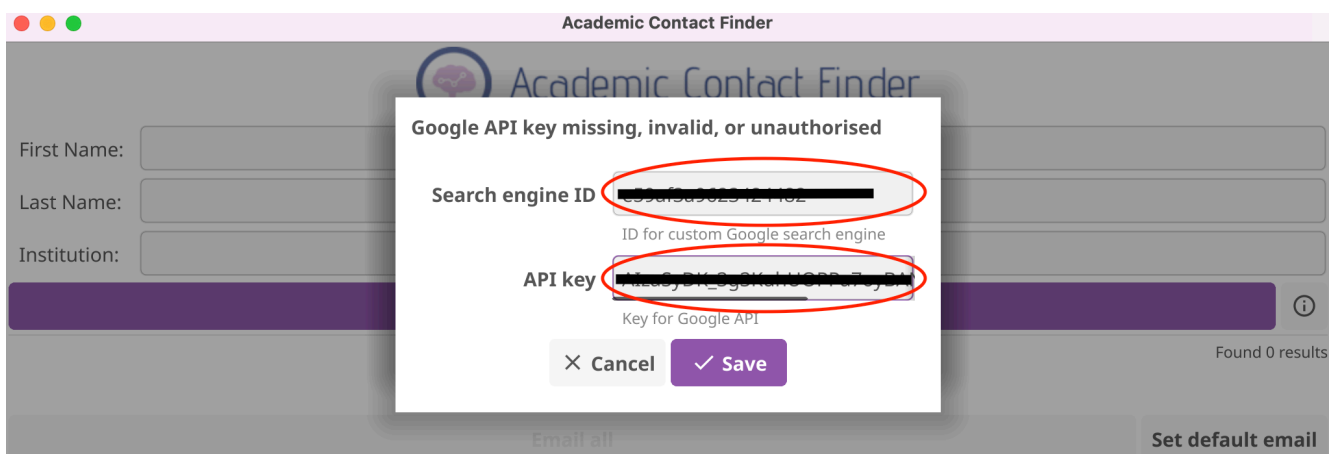 Academic Contact Finder
Academic Contact Finder
Google API key missing, invalid, or unauthorised
First Name:
Search engine ID
Last Name:
ID for custom Google search engine
Institution:
API key
Key for Google API
Cancel
Save
Found 0 results
Email all
Set default email